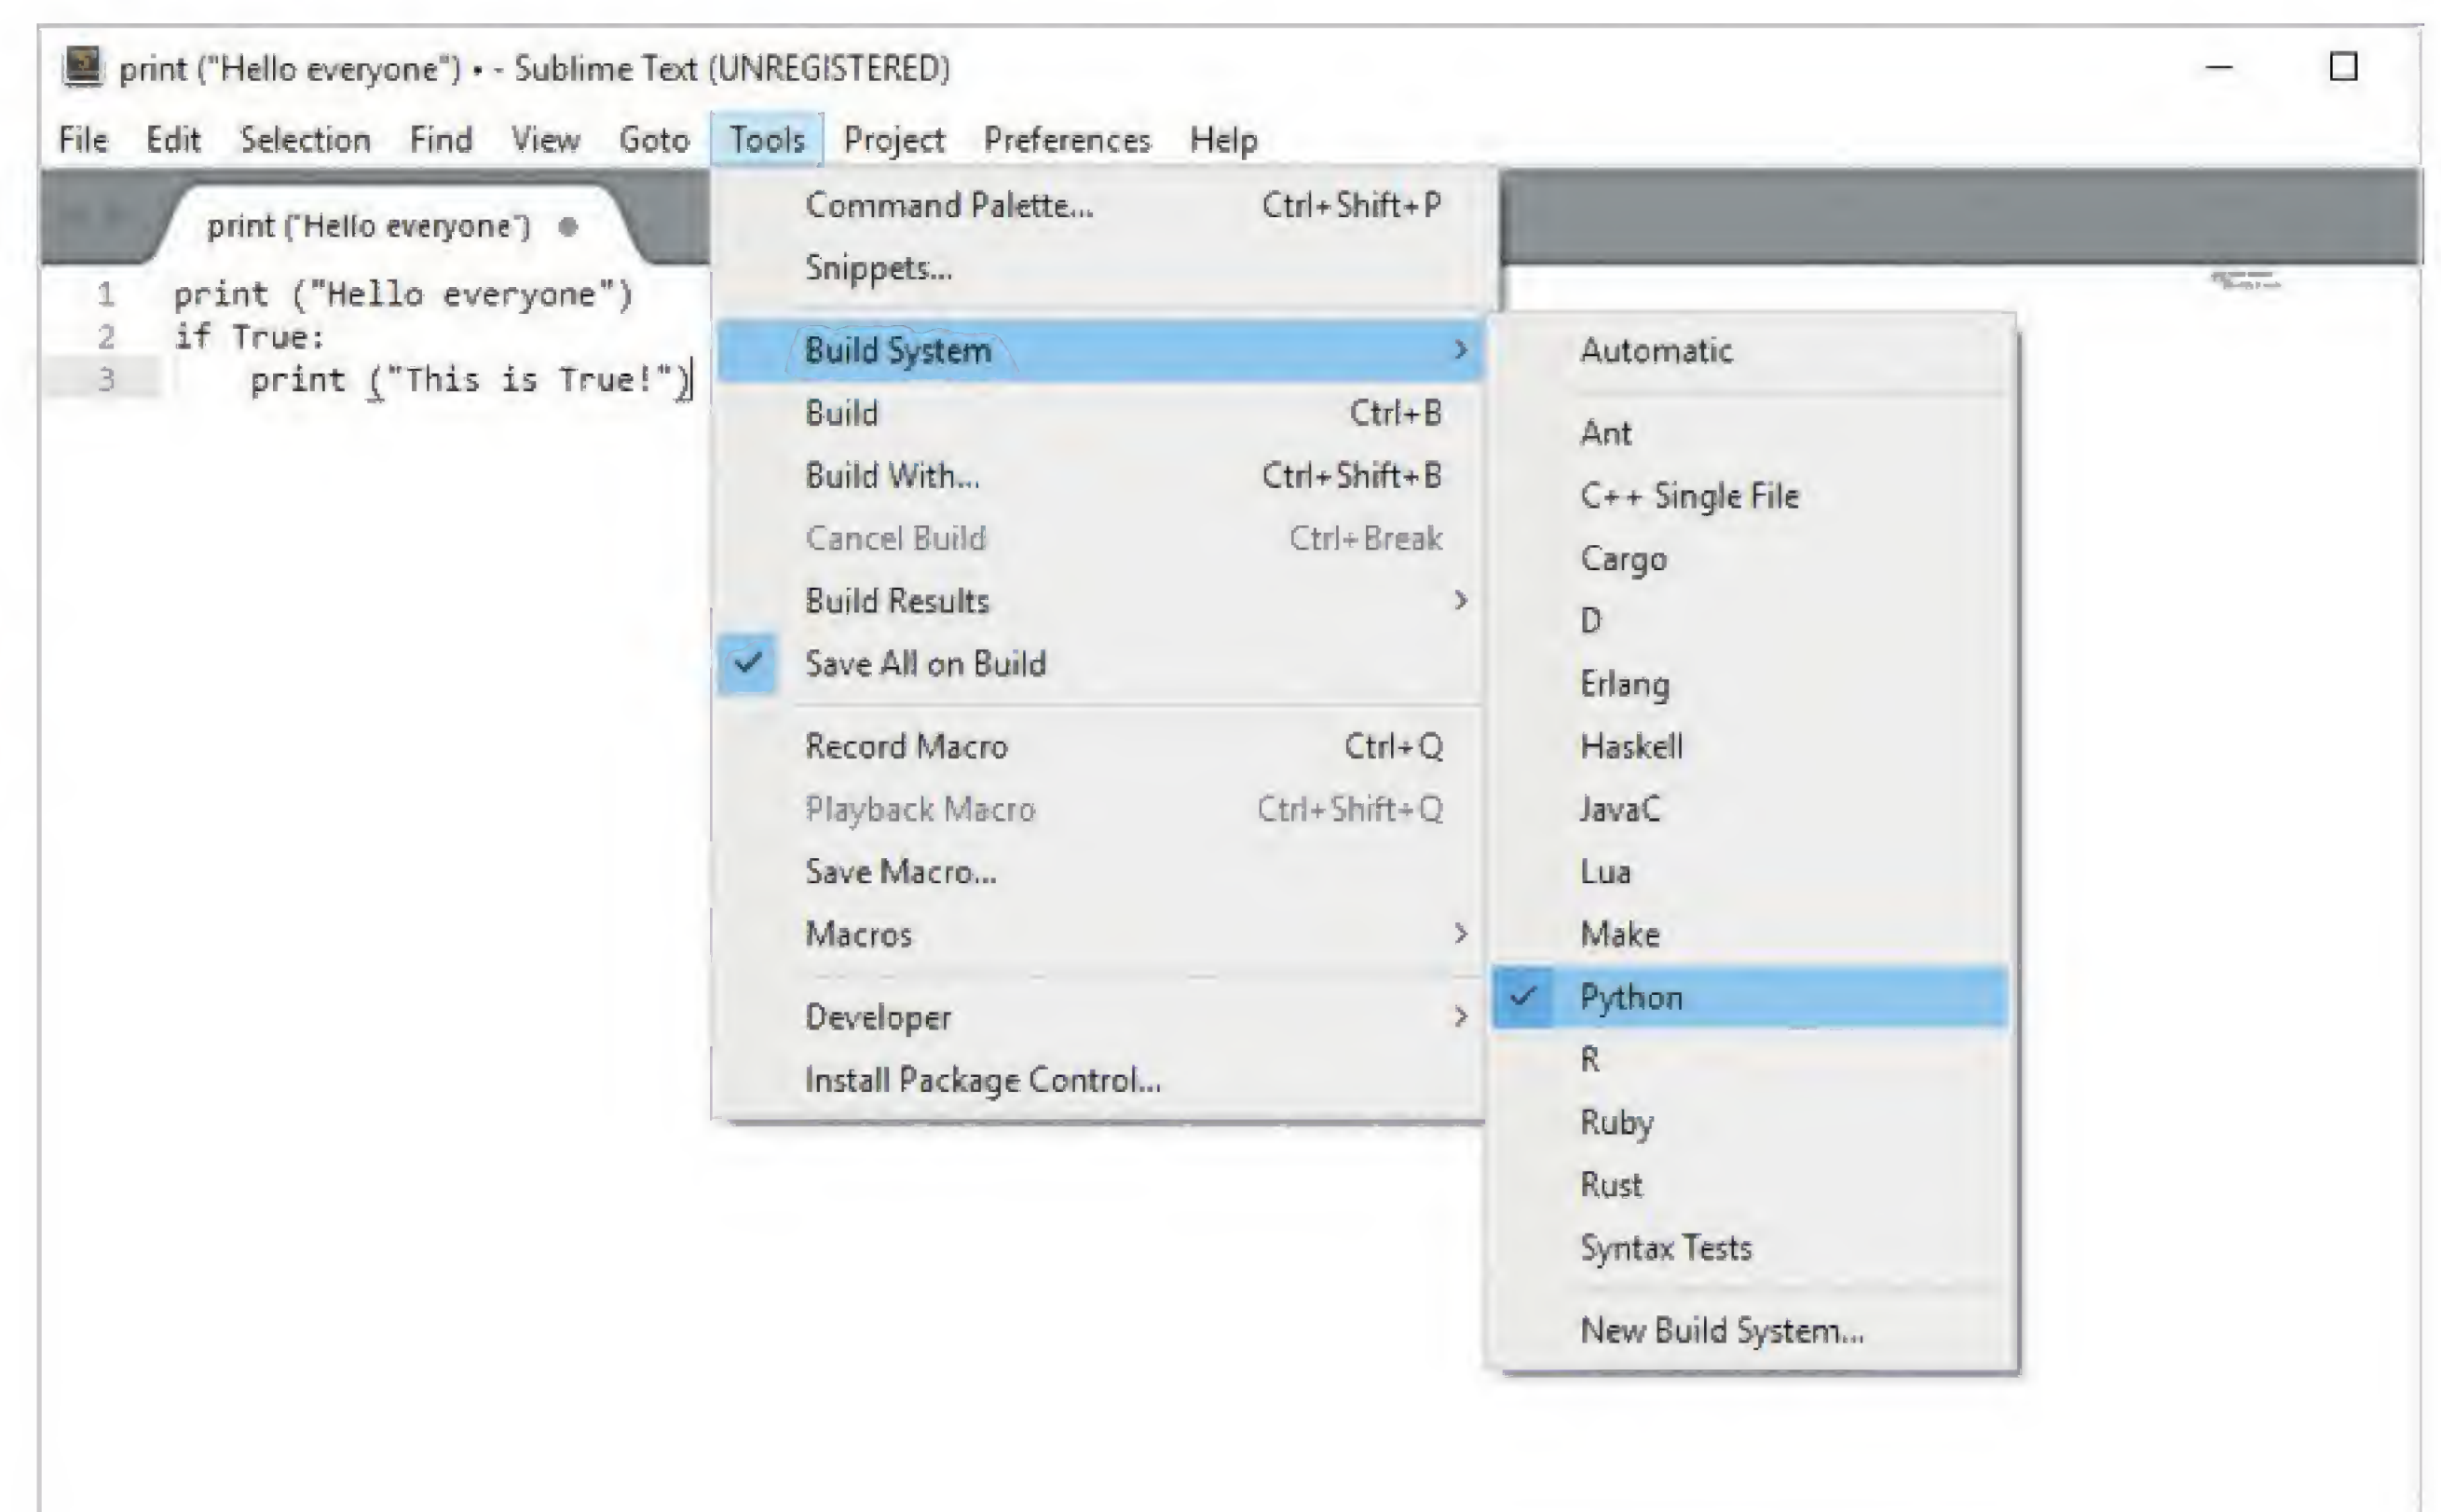 print ("Hello everyone") • - Sublime Text (UNREGISTERED)
File Edit Selection Find View Goto Tools Project Preferences Help
print ("Hello everyone")
1 print ("Hello everyone")
2 if True:
3 print ("This is True!")
Command Palette... Ctrl+Shift+P
Snippets...
Build System
Build Ctrl+B
Build With... Ctrl+Shift+B
Cancel Build Ctrl+Break
Build Results
Save All on Build
Record Macro Ctrl+Q
Playback Macro Ctrl+Shift+Q
Save Macro...
Macros
Developer
Install Package Control...
Automatic
Ant
C++ Single File
Cargo
D
Erlang
Haskell
JavaC
Lua
Make
Python
R
Ruby
Rust
Syntax Tests
New Build System...